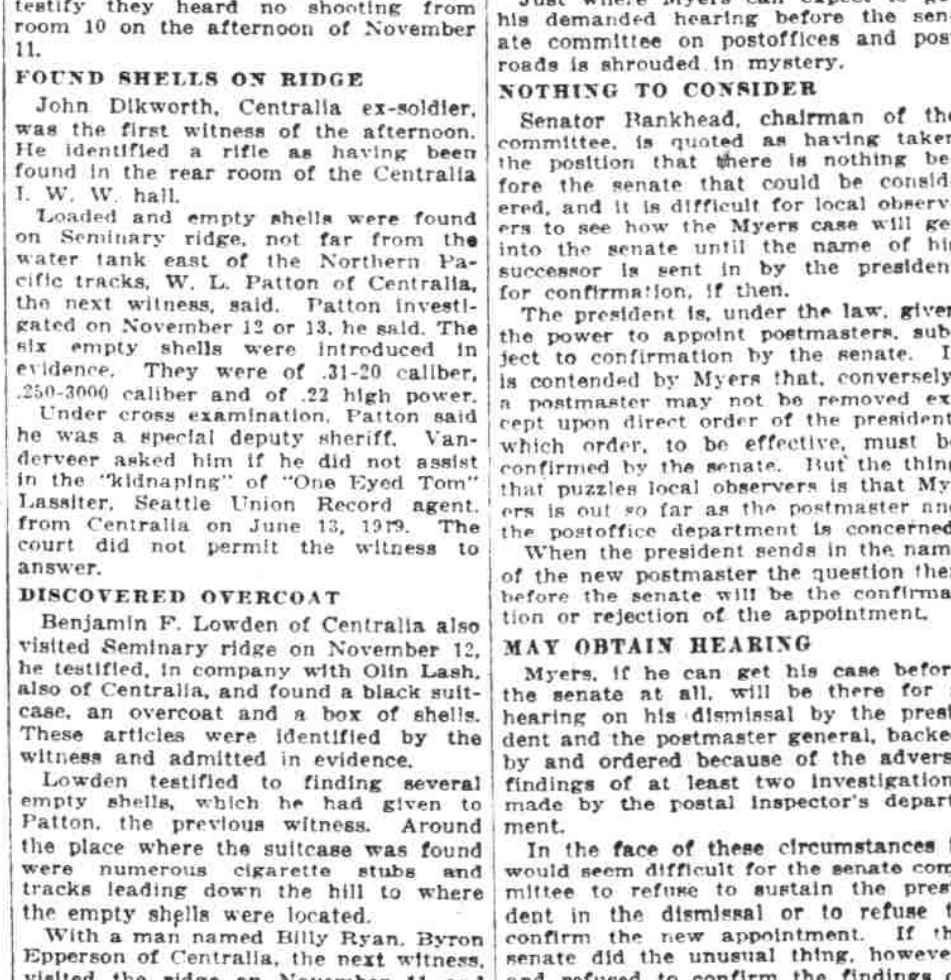 testify they heard no shooting from
room 10 on the afternoon of November
11.
FOUND SHELLS ON RIDGE
John Dikworth, Centralia ex-soldier,
was the first witness of the afternoon.
He identified a rifle as having been
found in the rear room of the Centralia
I. W. W. hall.
Loaded and empty shells were found
on Seminary ridge, not far from the
water tank east of the Northern Pa-
cific tracks, W. L. Patton of Centralia,
the next witness, said. Patton investi-
gated on November 12 or 13, he said. The
six empty shells were introduced in
evidence. They were of .31-20 caliber,
.250-3000 caliber and of .22 high power.
Under cross examination, Patton said
he was a special deputy sheriff. Van-
derveer asked him if he did not assist
in the "kidnaping" of "One Eyed Tom"
Lassiter, Seattle Union Record agent,
from Centralia on June 13, 1919. The
court did not permit the witness to
answer.
DISCOVERED OVERCOAT
Benjamin F. Lowden of Centralia also
visited Seminary ridge on November 12,
he testified, in company with Olin Lash,
also of Centralia, and found a black suit-
case, an overcoat and a box of shells.
These articles were identified by the
witness and admitted in evidence.
Lowden testified to finding several
empty shells, which he had given to
Patton, the previous witness. Around
the place where the suitcase was found
were numerous cigarette stubs and
tracks leading down the hill to where
the empty shells were located.
With a man named Billy Ryan, Byron
Epperson of Centralia, the next witness,
visited the ridge on November 11 and
his demanded hearing before the sen
ate committee on postoffices and pos
roads is shrouded in mystery.
NOTHING TO CONSIDER
Senator Bankhead, chairman of the
committee, is quoted as having taken
the position that there is nothing be
fore the senate that could be consid
ered, and it is difficult for local observ
ers to see how the Myers case will ge
into the senate until the name of his
successor is sent in by the presiden
for confirmation, if then.
The president is, under the law, given
the power to appoint postmasters, sub
ject to confirmation by the senate. I
is contended by Myers that, conversely
a postmaster may not be removed ex
cept upon direct order of the president
which order, to be effective, must b
confirmed by the senate. But the thin
that puzzles local observers is that My
ers is out so far as the postmaster and
the postoffice department is concerned
When the president sends in the nam
of the new postmaster the question the
before the senate will be the confirma
tion or rejection of the appointment.
MAY OBTAIN HEARING
Myers, if he can get his case befor
the senate at all, will be there for
hearing on his dismissal by the presi
dent and the postmaster general, backe
by and ordered because of the advers
findings of at least two investigation
made by the postal inspector's depart
ment.
In the face of these circumstances i
would seem difficult for the senate com
mittee to refuse to sustain the presi
dent in the dismissal or to refuse t
confirm the new appointment. If th
senate did the unusual thing, howeve
and refused to confirm the findings